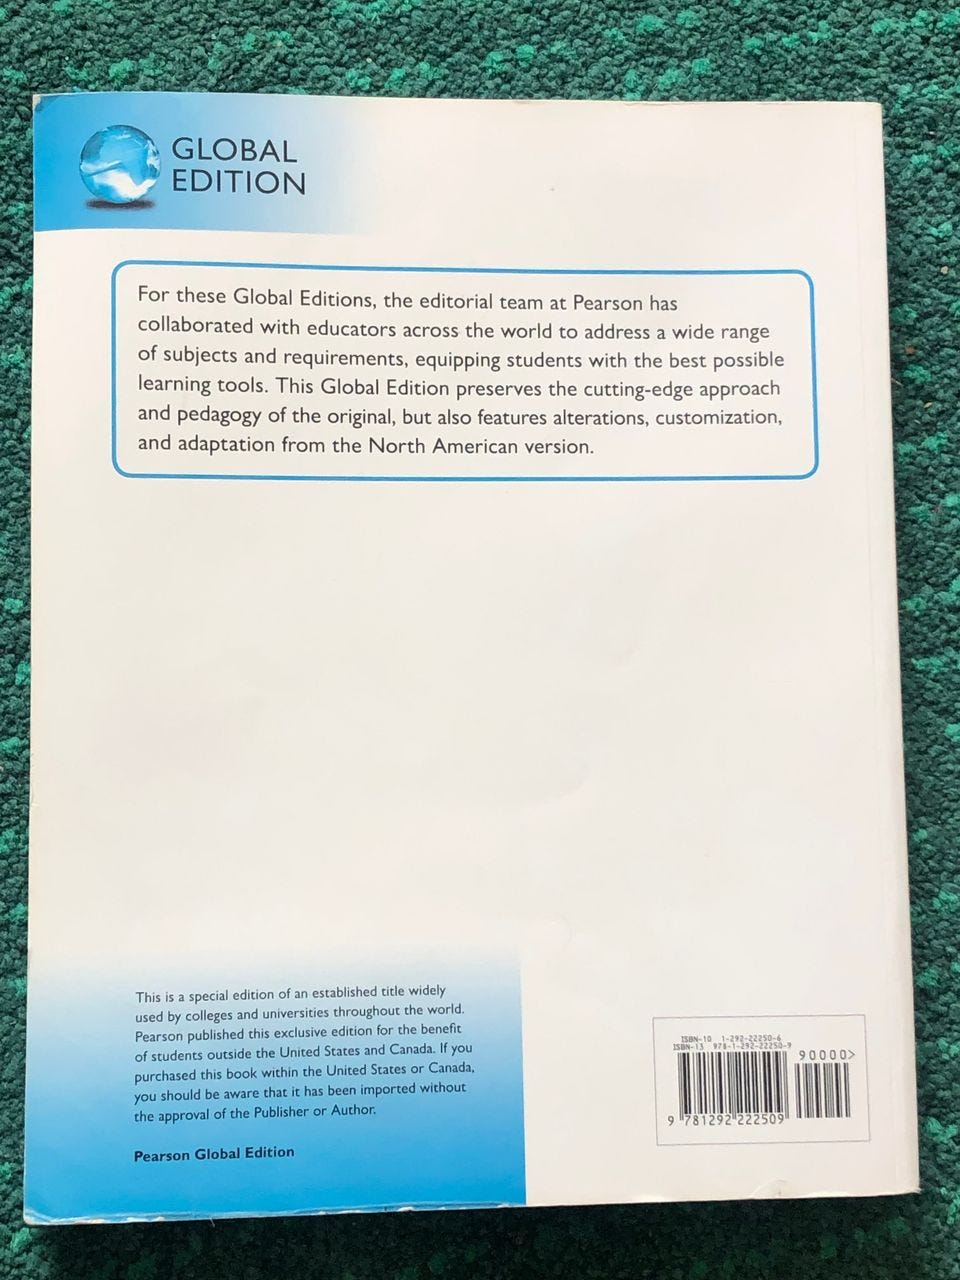 GLOBAL
EDITION
For these Global Editions, the editorial team at Pearson has
collaborated with educators across the world to address a wide range
of subjects and requirements, equipping students with the best possible
learning tools. This Global Edition preserves the cutting-edge approach
and pedagogy of the original, but also features alterations, customization,
and adaptation from the North American version.
This is a special edition of an established title widely
used by colleges and universities throughout the world.
Pearson published this exclusive edition for the benefit
of students outside the United States and Canada. If you
purchased this book within the United States or Canada,
you should be aware that it has been imported without
the approval of the Publisher or Author.
Pearson Global Edition
ISBN-10 1-292-22250-6
ISBN-13 978-1-292-22250-9
90000>
9 781292 222509